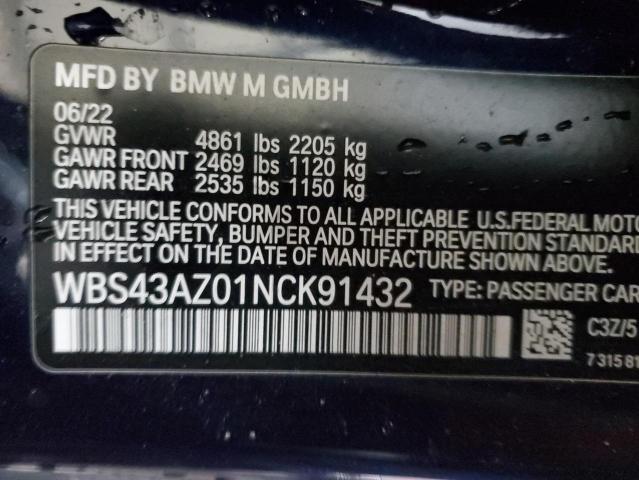 MFD BY BMW M GMBH
06/22
GVWR 4861 lbs 2205 kg
GAWR FRONT 2469 lbs 1120 kg
GAWR REAR 2535 lbs 1150 kg
THIS VEHICLE CONFORMS TO ALL APPLICABLE U.S.FEDERAL MOTO
VEHICLE SAFETY, BUMPER AND THEFT PREVENTION STANDARD
IN EFFECT ON THE DATE OF MANUFACTURE SHOWN ABOVE.
WBS43AZ01NCK91432 TYPE: PASSENGER CAR
C3Z/5
731581